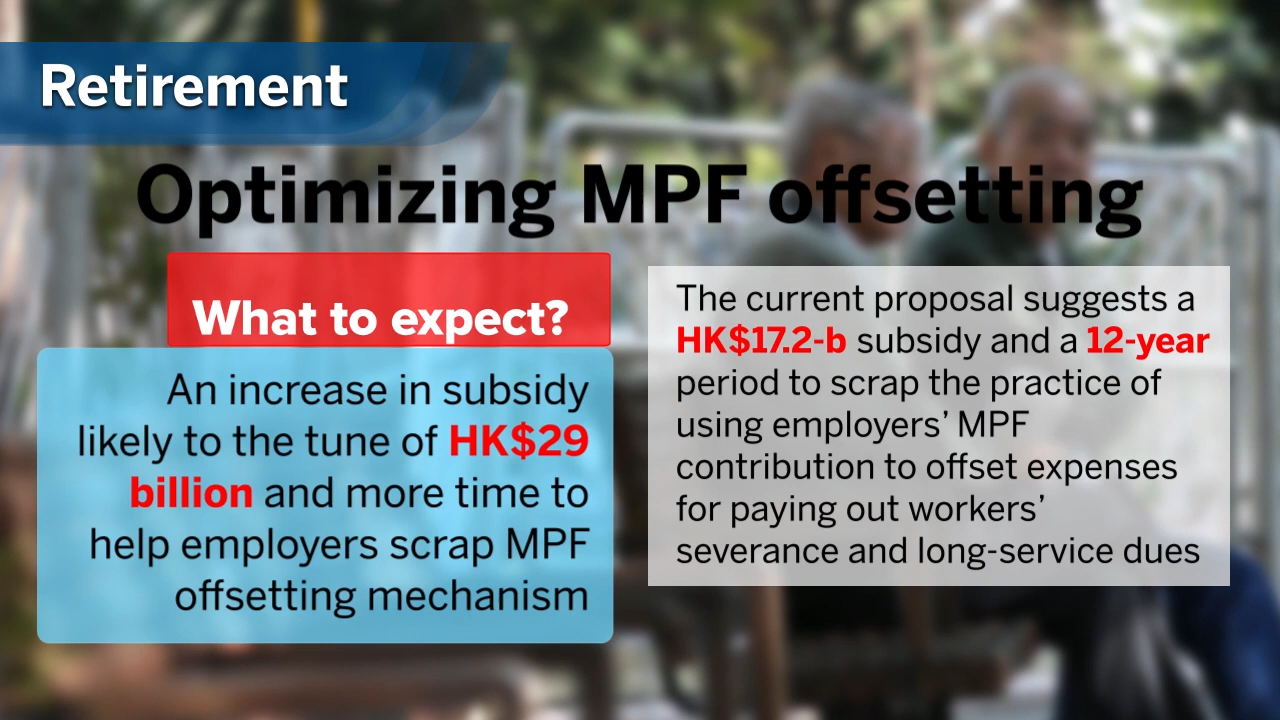 Retirement
Optimizing MPF offsetting
What to expect?
An increase in subsidy
likely to the tune of HK$29
billion and more time to
help employers scrap MPF
offsetting mechanism
The current proposal suggests a
HK$17.2-b subsidy and a 12-year
period to scrap the practice of
using employers’ MPF
contribution to offset expenses
for paying out workers’
severance and long-service dues